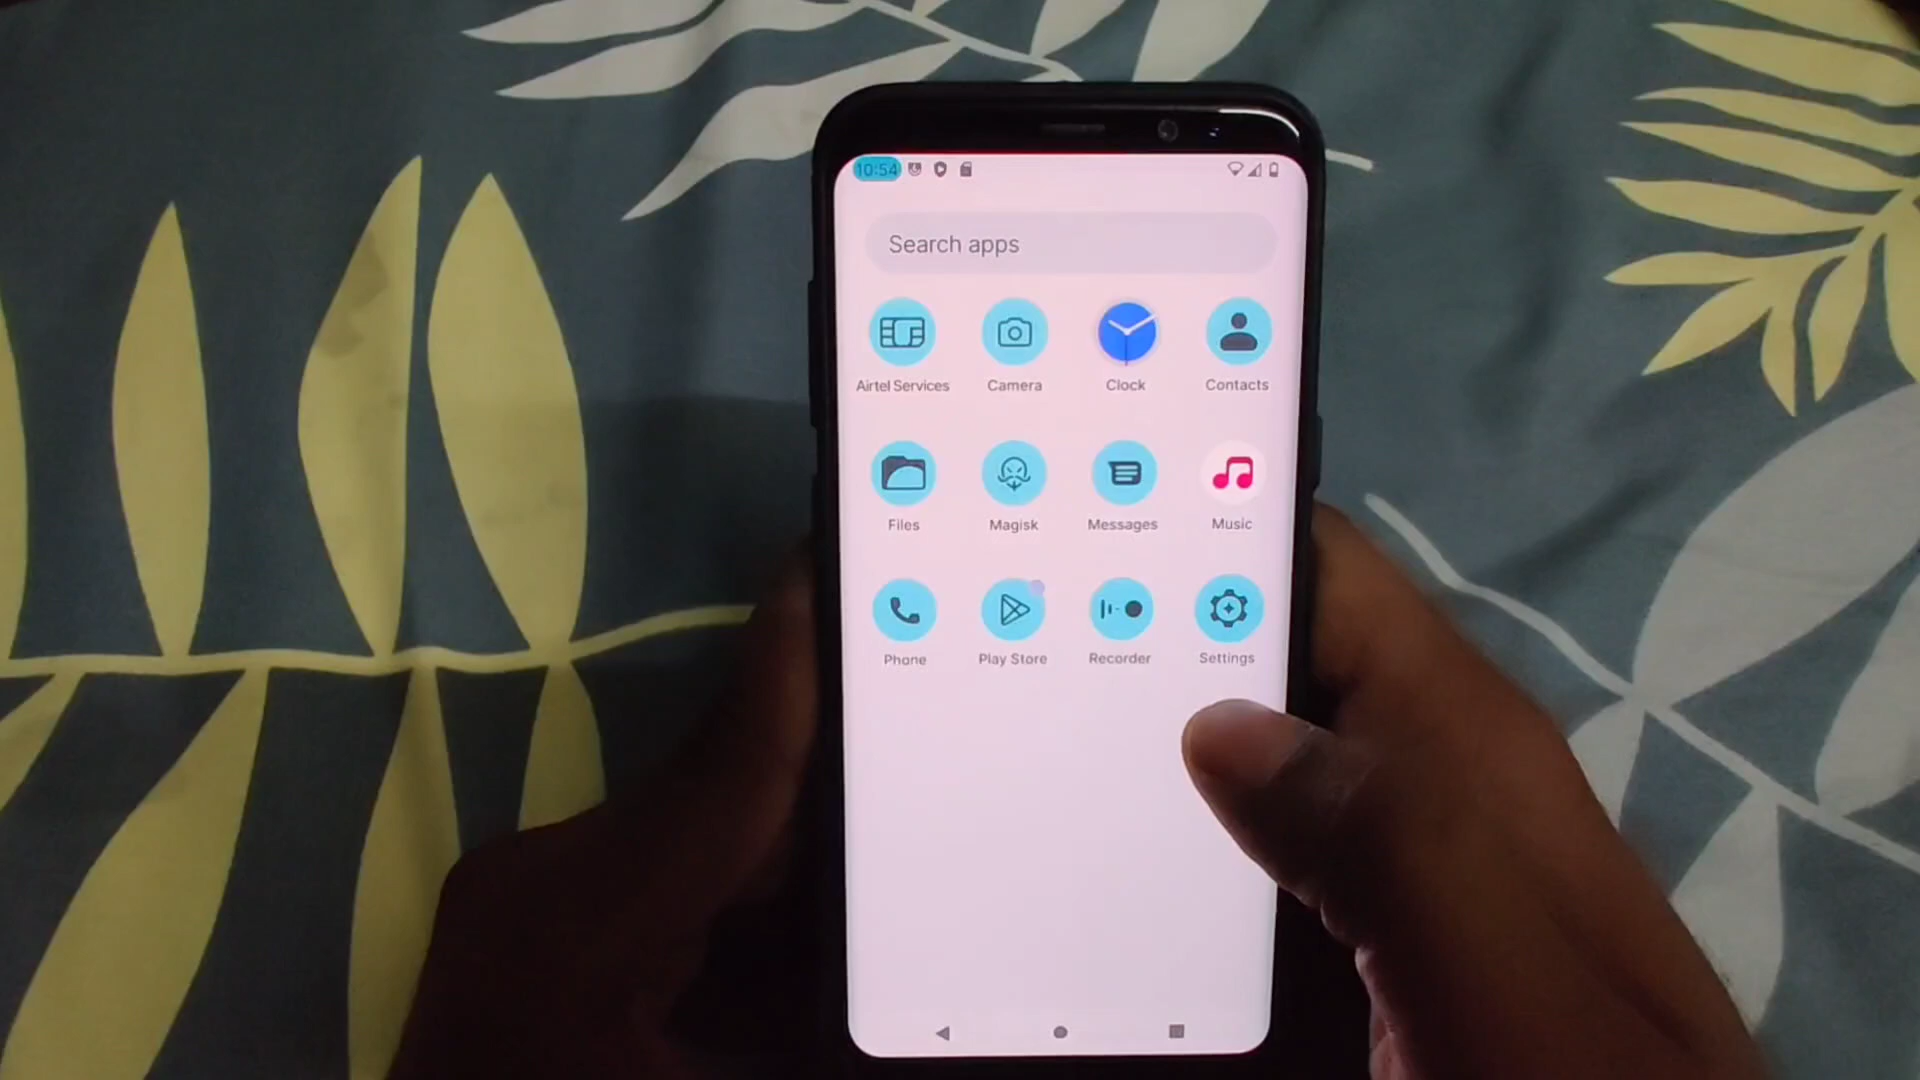 10:54
Search apps
Airtel Services Camera Clock Contacts
Files Magisk Messages Music
Phone Play Store Recorder Settings